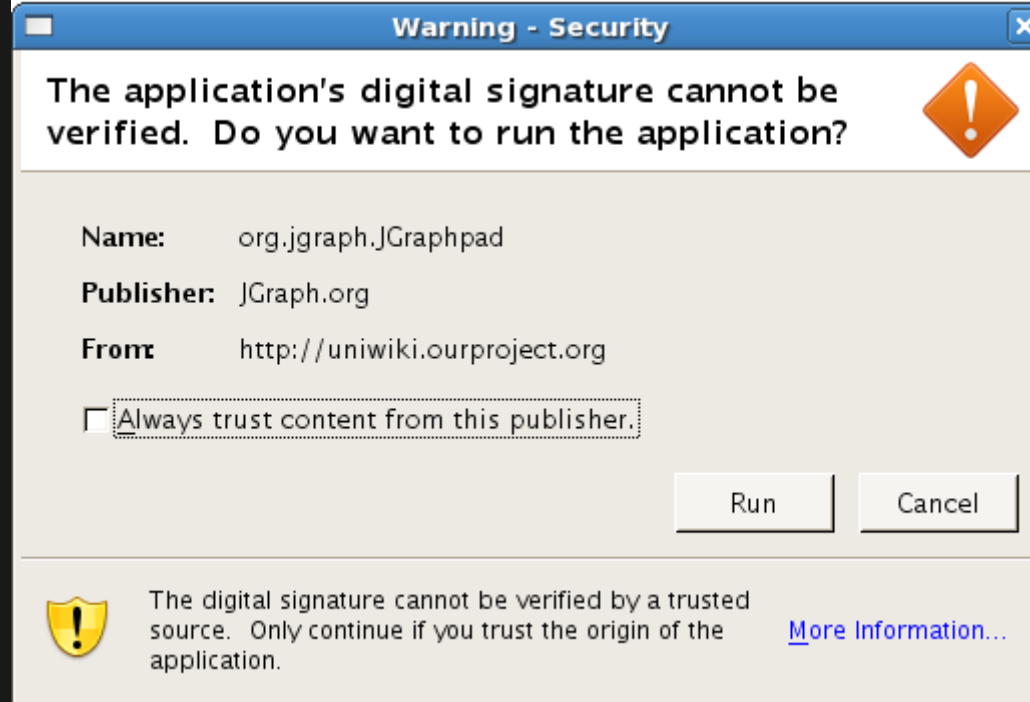 Warning - Security
The application's digital signature cannot be
verified. Do you want to run the application?
Name: org.jgraph.JGraphpad
Publisher: JGraph.org
From: http://uniwiki.ourproject.org
Always trust content from this publisher.
Run Cancel
The digital signature cannot be verified by a trusted
source. Only continue if you trust the origin of the
application.
More Information...